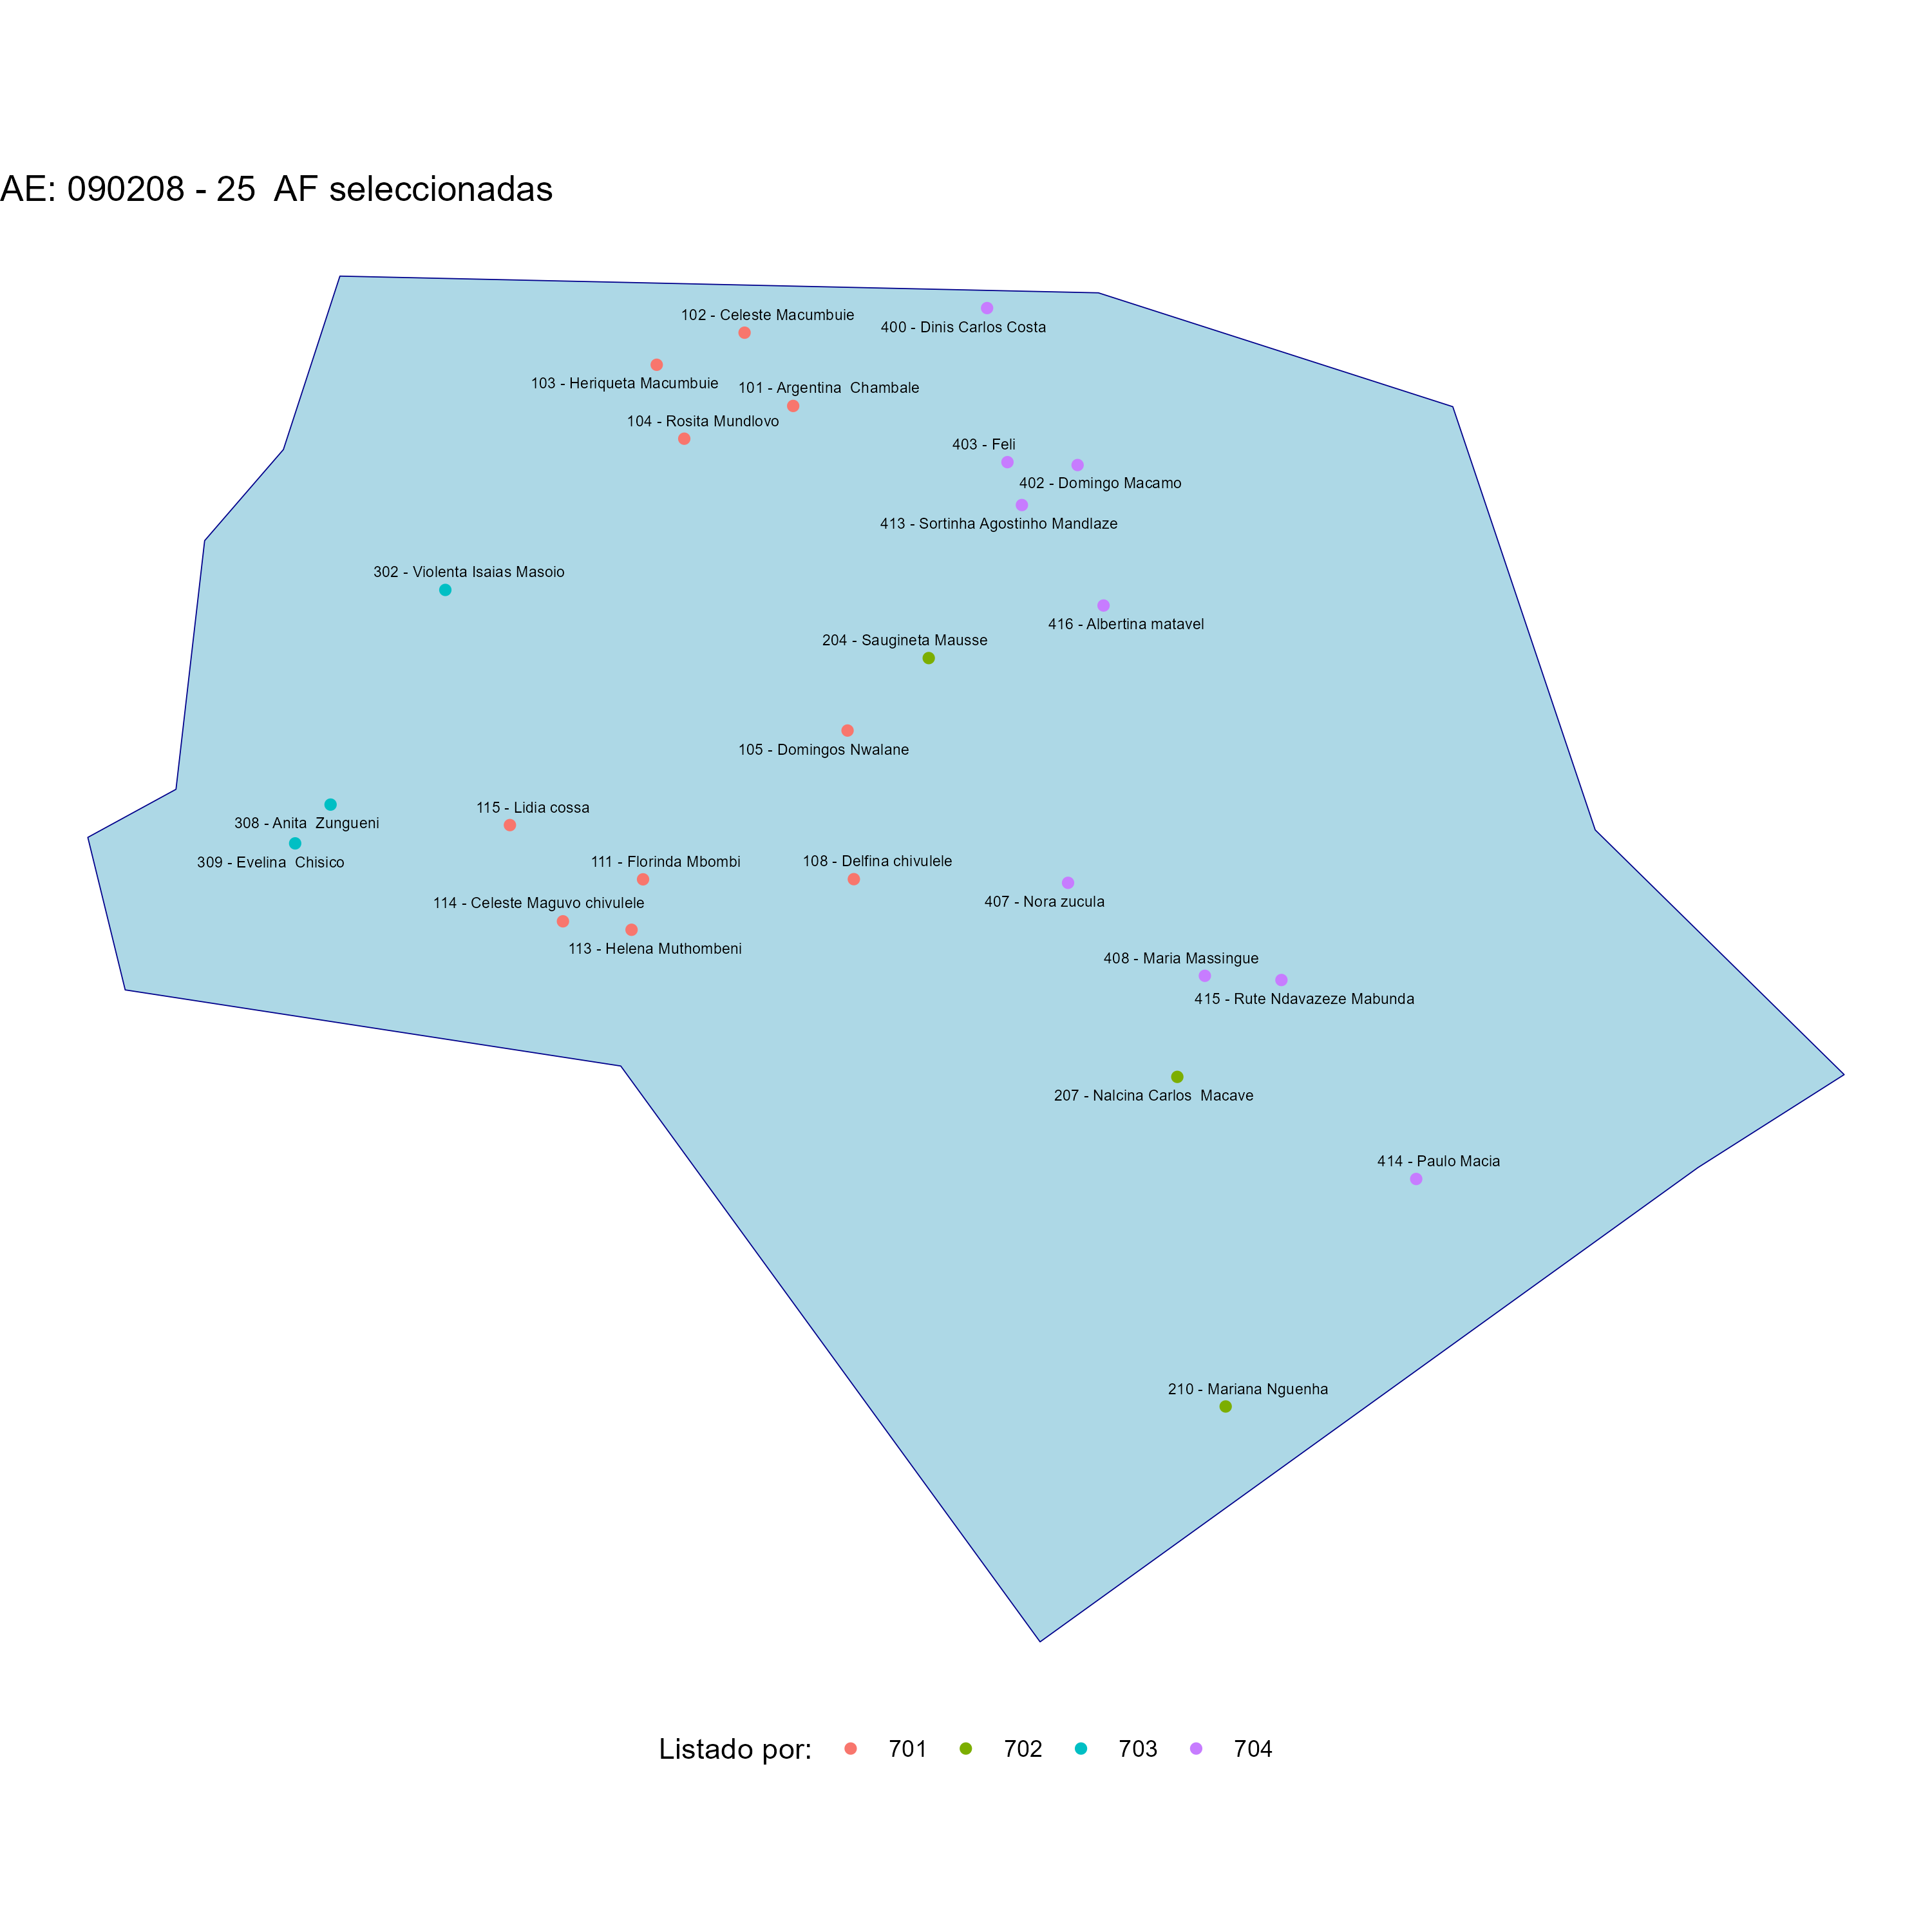 AE: 090208 - 25  AF seleccionadas
102 - Celeste Macumbuie
400 - Dinis Carlos Costa
103 - Heriqueta Macumbuie
101 - Argentina  Chambale
104 - Rosita Mundlovo
403 - Feli
402 - Domingo Macamo
413 - Sortinha Agostinho Mandlaze
302 - Violenta Isaias Masoio
416 - Albertina matavel
204 - Saugineta Mausse
105 - Domingos Nwalane
115 - Lidia cossa
308 - Anita  Zungueni
309 - Evelina  Chisico
111 - Florinda Mbombi
108 - Delfina chivulele
114 - Celeste Maguvo chivulele
407 - Nora zucula
113 - Helena Muthombeni
408 - Maria Massingue
415 - Rute Ndavazeze Mabunda
207 - Nalcina Carlos  Macave
414 - Paulo Macia
210 - Mariana Nguenha
Listado por: 701 702 703 704